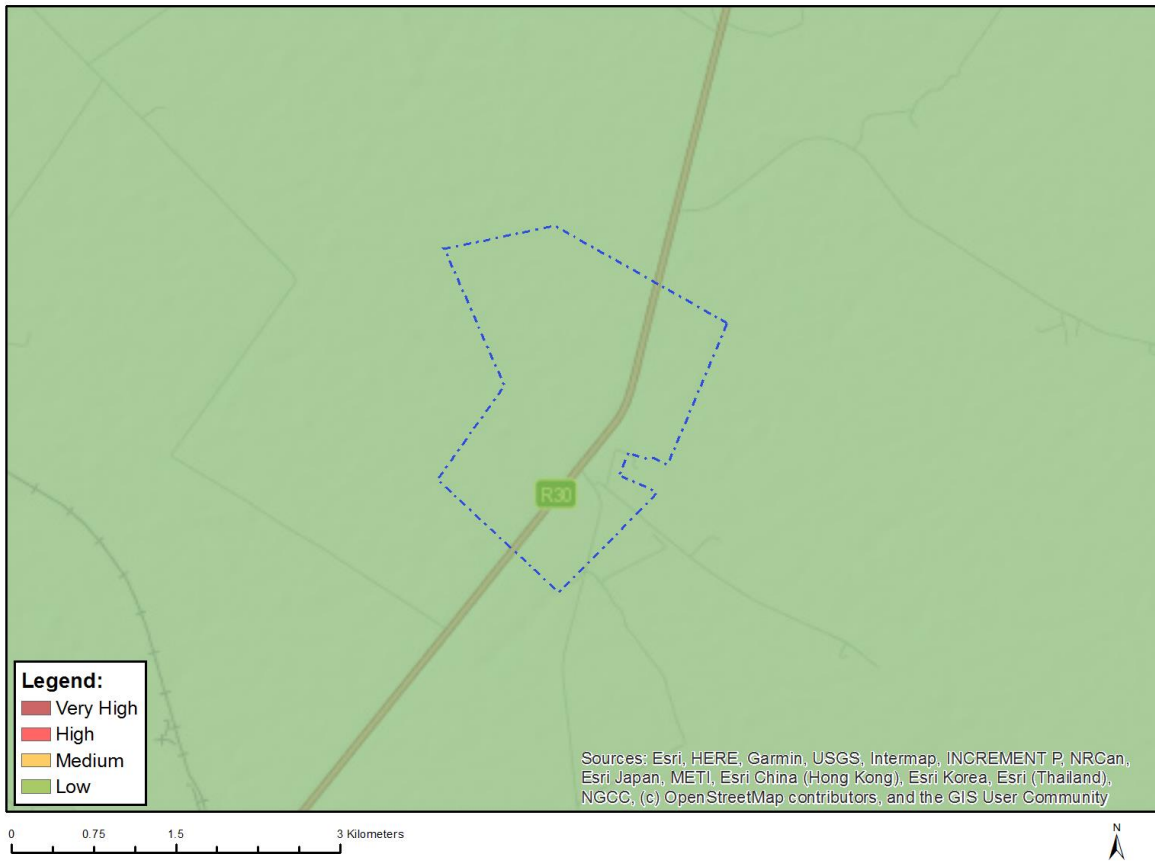 R30
Legend:
Very High
High
Medium
Low
Sources: Esri, HERE, Garmin, USGS, Intermap, INCREMENT P, NRCan,
Esri Japan, METI, Esri China (Hong Kong), Esri Korea, Esri (Thailand),
NGCC, (c) OpenStreetMap contributors, and the GIS User Community
0 0.75 1.5 3 Kilometers
N